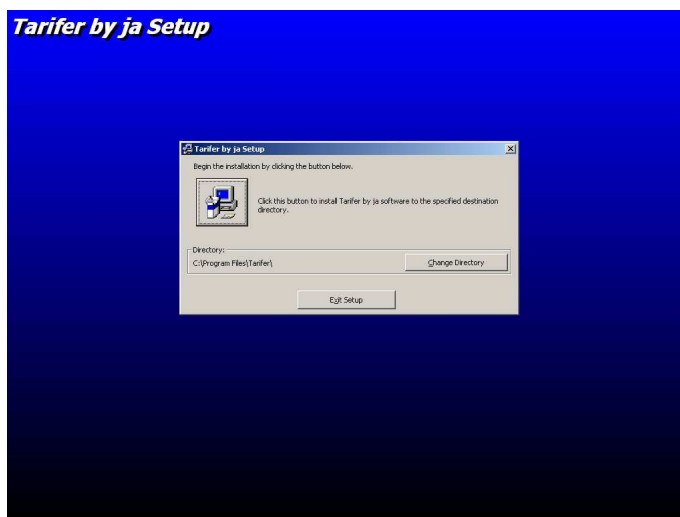 Tarifer by ja Setup
Tarifer by ja Setup
Begin the installation by clicking the button below.
Click this button to install Tarifer by ja software to the specified destination
directory.
Directory:
C:\Program Files\Tarifer\
Change Directory
Exit Setup